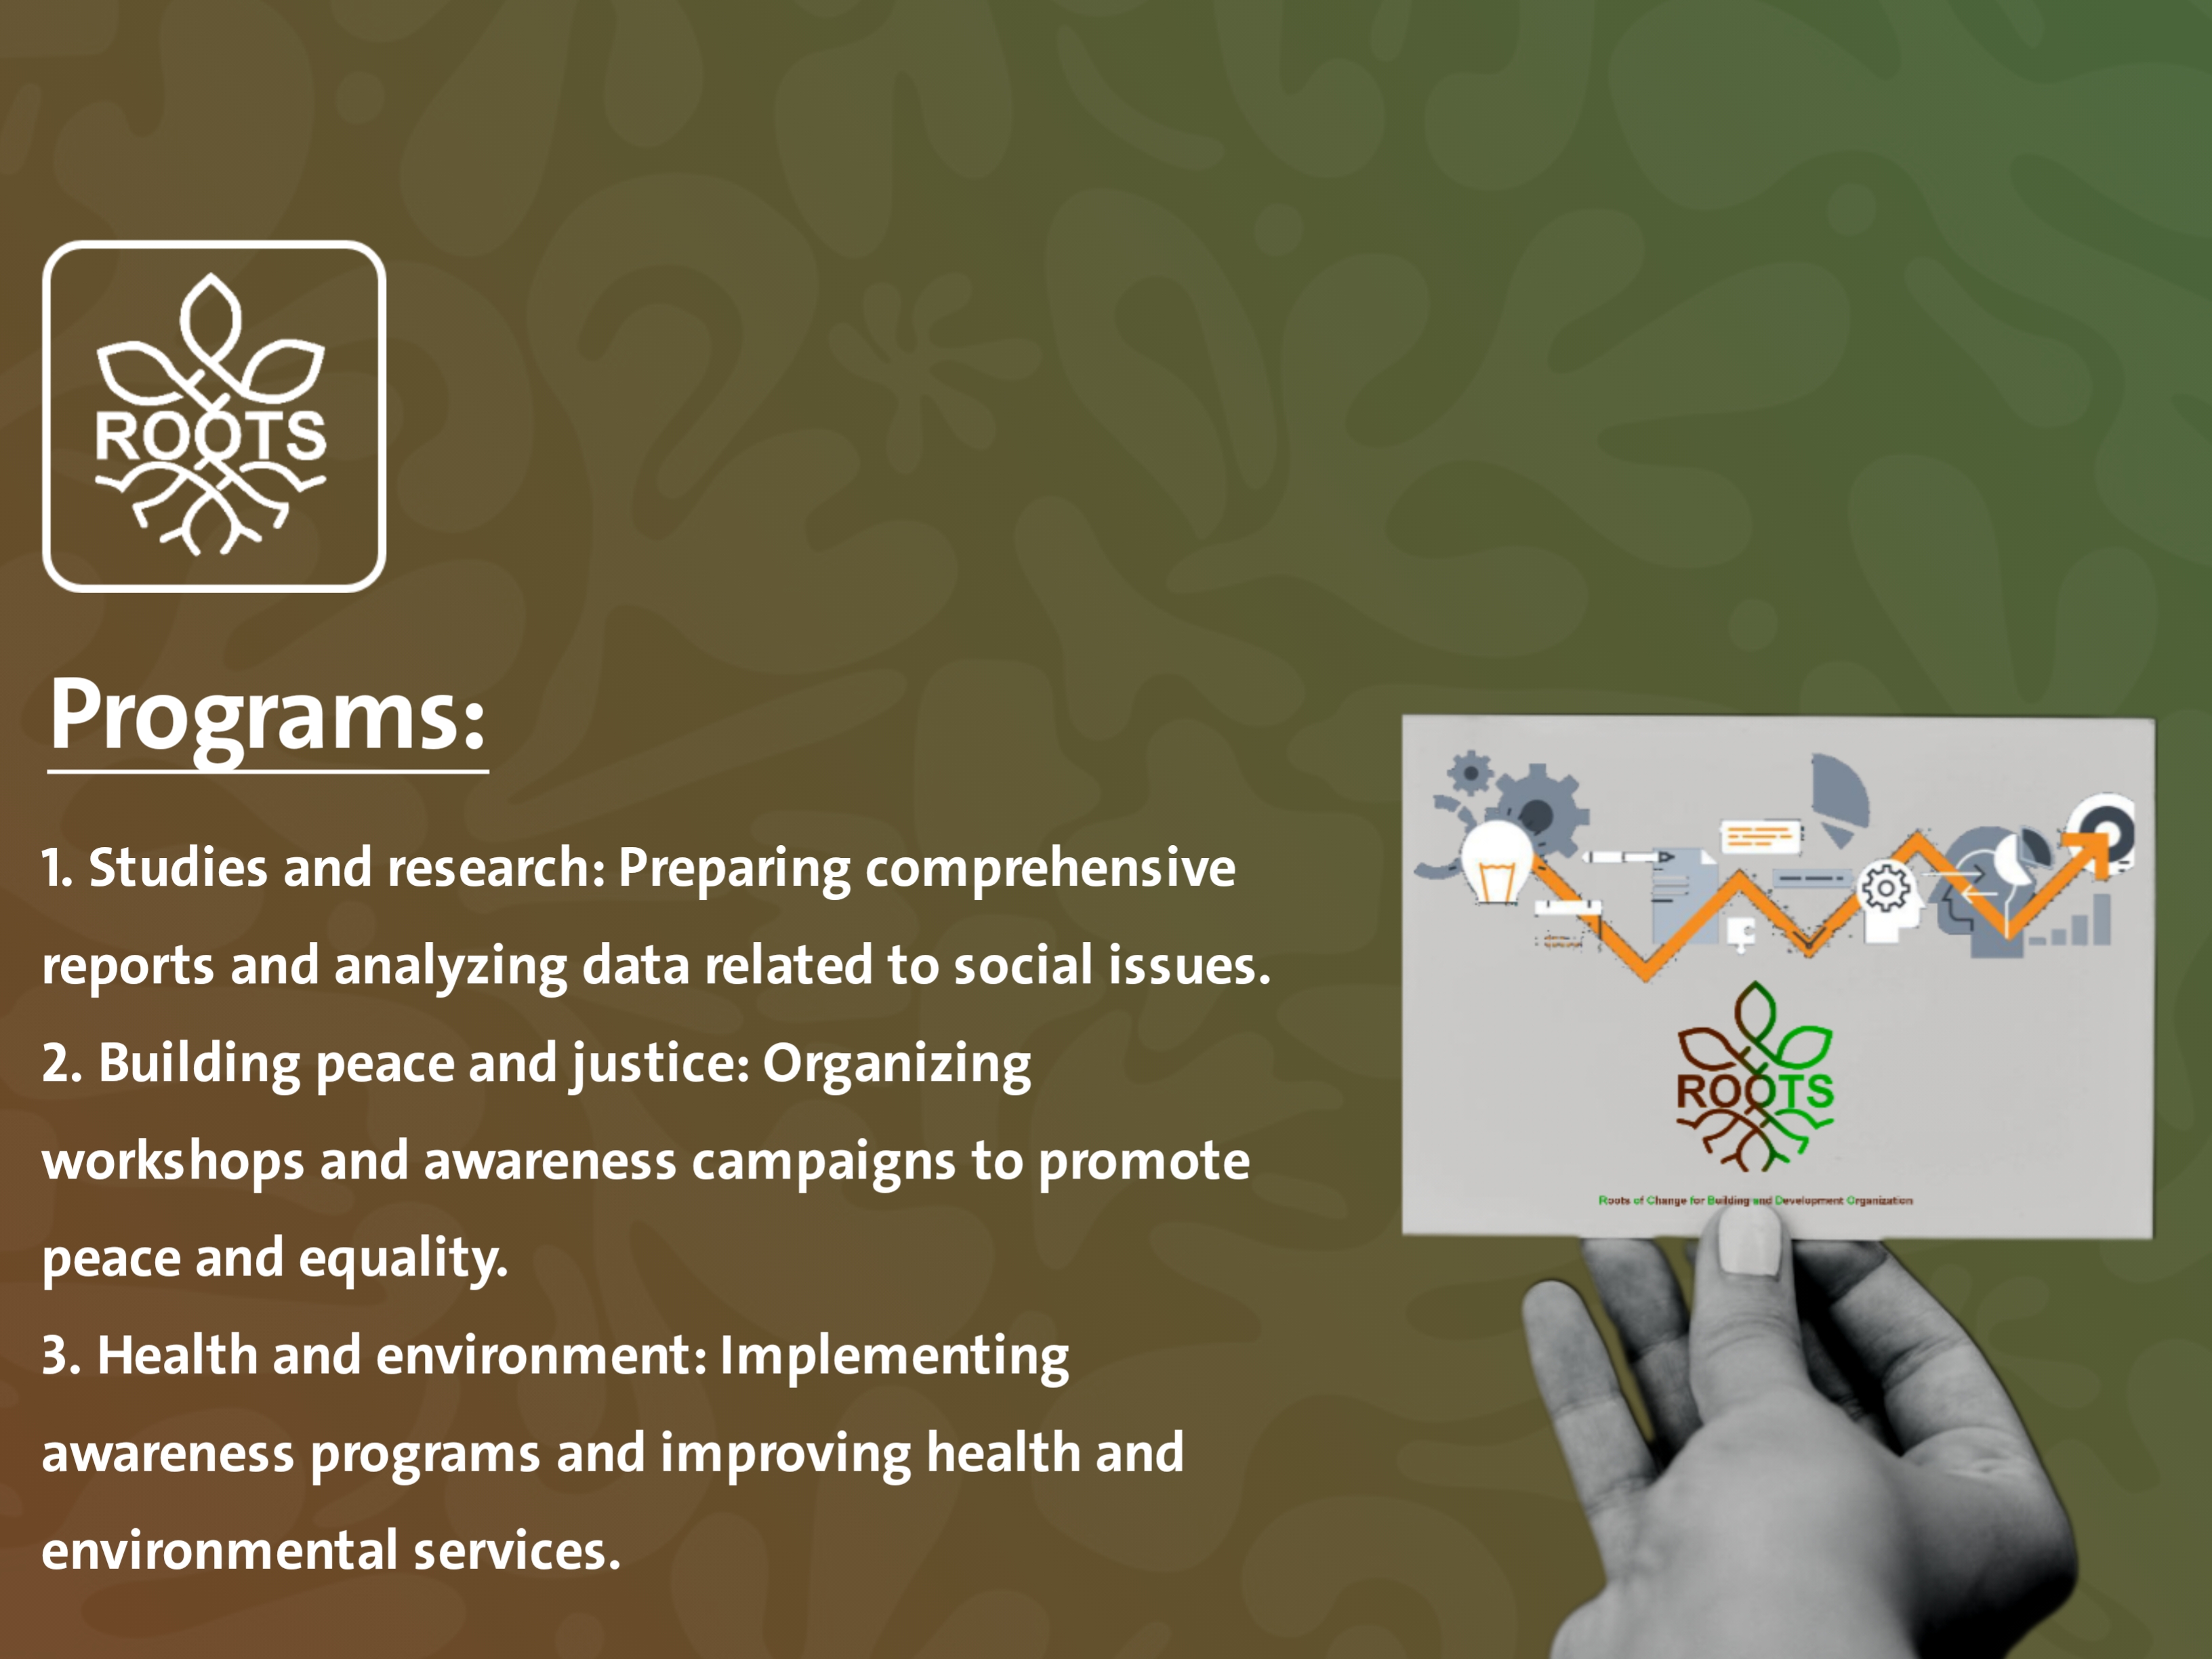 ROOTS
Programs:
1. Studies and research: Preparing comprehensive
reports and analyzing data related to social issues.
2. Building peace and justice: Organizing
workshops and awareness campaigns to promote
peace and equality.
3. Health and environment: Implementing
awareness programs and improving health and
environmental services.
ROOTS
Roots of Change for Building and Development Organization